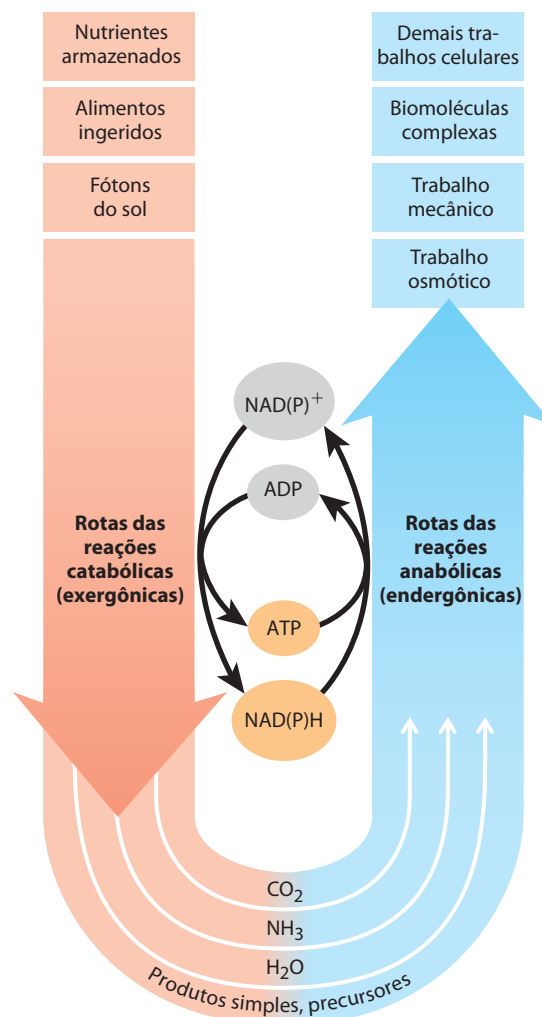 Nutrientes
armazenados
Alimentos
ingeridos
Fótons
do sol
Demais tra-
balhos celulares
Biomoléculas
complexas
Trabalho
mecânico
Trabalho
osmótico
NAD(P)⁺
ADP
Rotas das
reações
catabólicas
(exergônicas)
Rotas das
reações
anabólicas
(endergônicas)
ATP
NAD(P)H
CO₂
NH₃
H₂O
Produtos simples, precursores